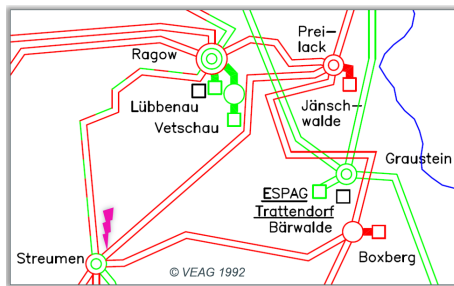 Prei-
lack
Ragow
Lübbenau
Vetschau
Jänsch-
walde
Graustein
ESPAG
Trattendorf
Bärwalde
Streumen
Boxberg
© VEAG 1992